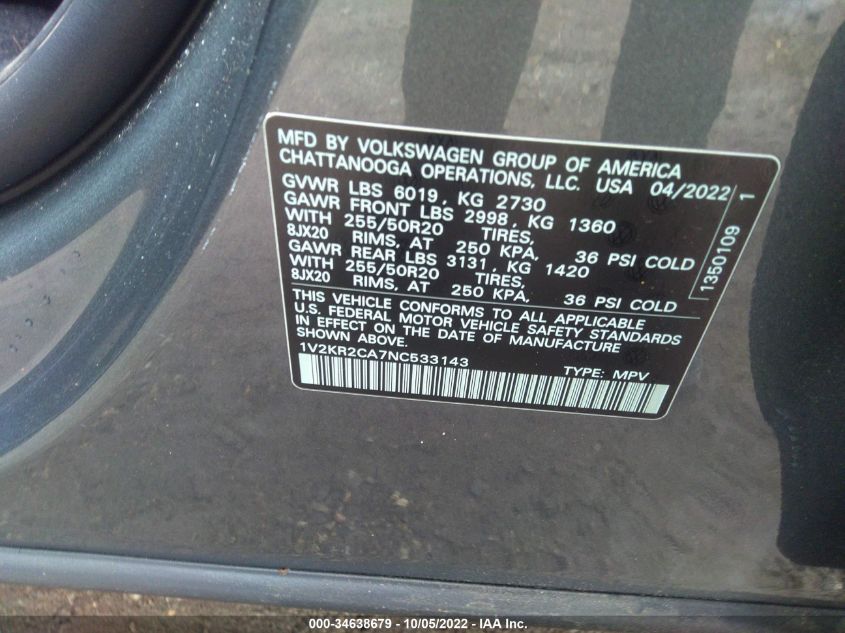 MFD BY VOLKSWAGEN GROUP OF AMERICA
CHATTANOOGA OPERATIONS, LLC. USA 04/2022
GVWR LBS 6019, KG 2730
GAWR FRONT LBS 2998, KG 1360
WITH 255/50R20 TIRES,
8JX20 RIMS, AT 250 KPA, 36 PSI COLD
GAWR REAR LBS 3131, KG 1420
WITH 255/50R20 TIRES,
8JX20 RIMS, AT 250 KPA, 36 PSI COLD
THIS VEHICLE CONFORMS TO ALL APPLICABLE
U.S. FEDERAL MOTOR VEHICLE SAFETY STANDARDS
IN EFFECT ON THE DATE OF MANUFACTURE
SHOWN ABOVE.
1V2KR2CA7NC533143
TYPE: MPV
1350109 1
000-34638679 - 10/05/2022 - IAAI.com